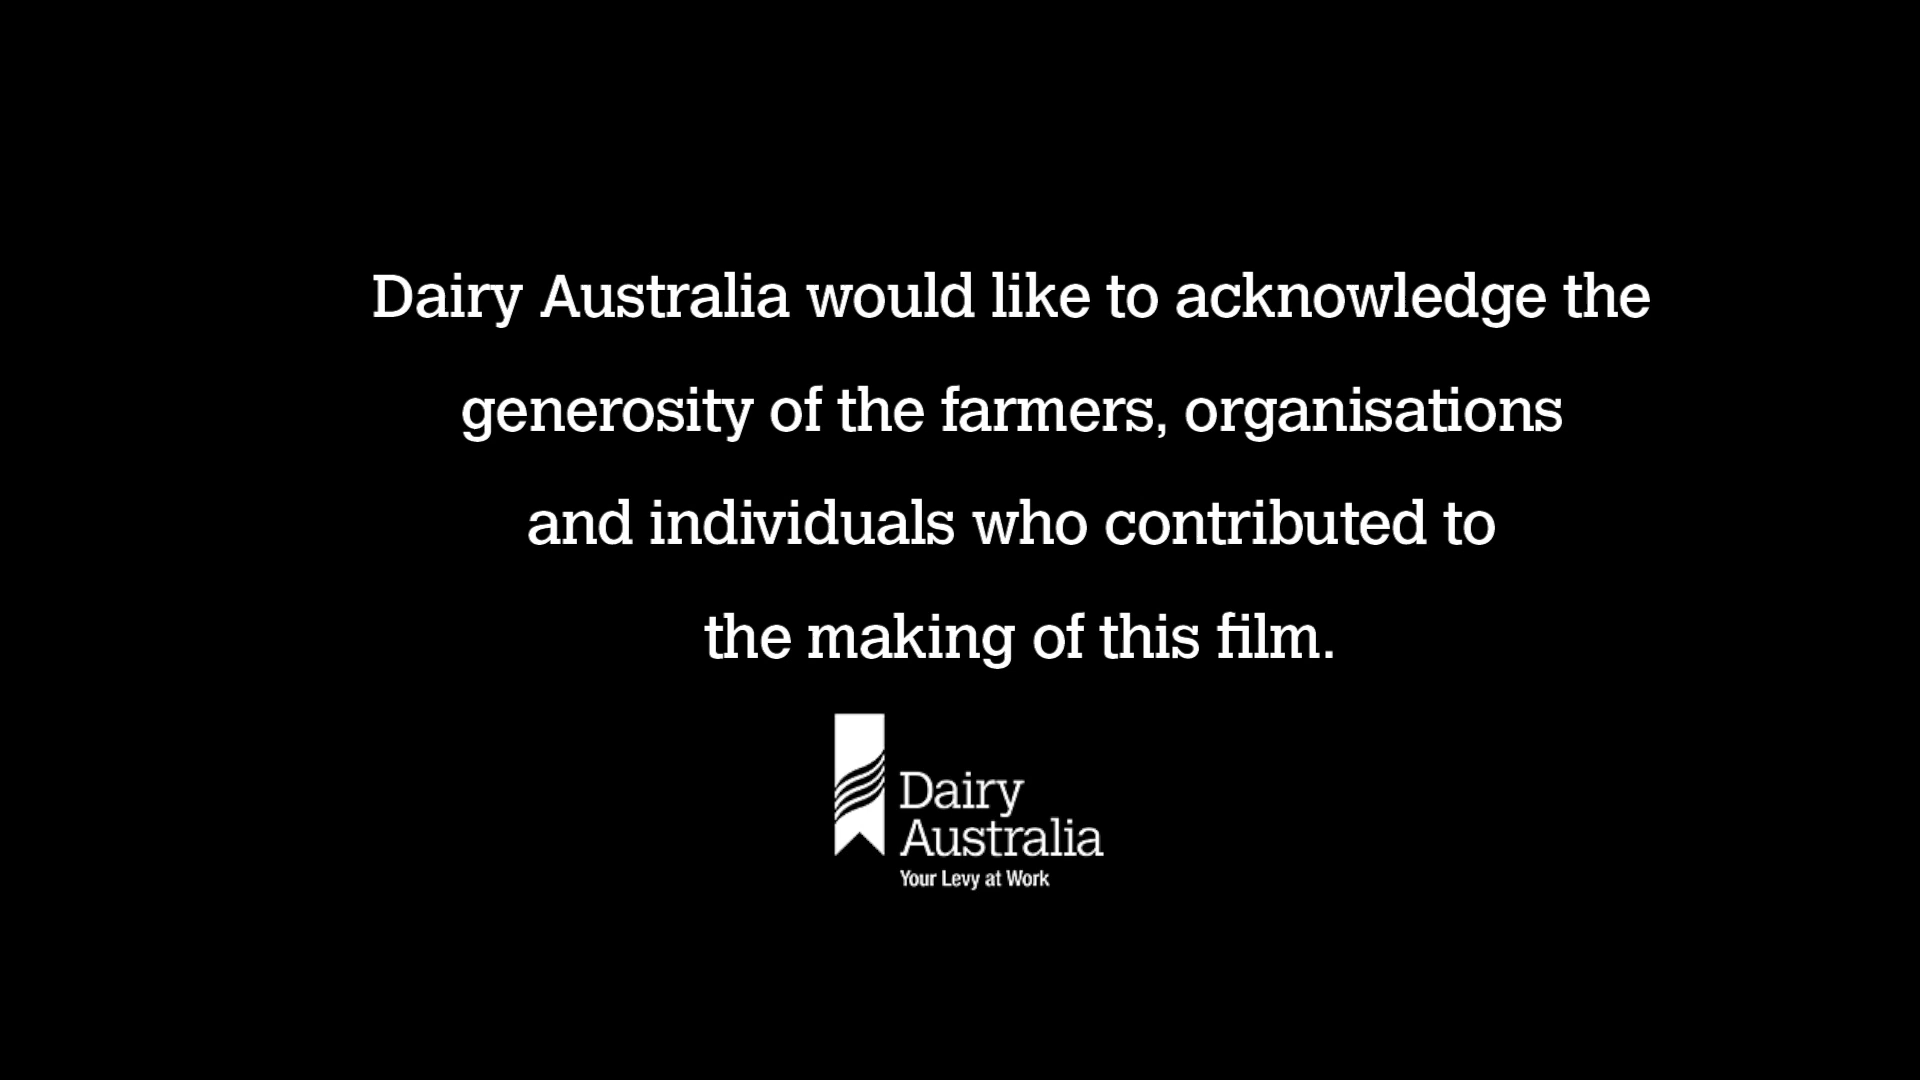 Dairy Australia would like to acknowledge the
generosity of the farmers, organisations
and individuals who contributed to
the making of this film.
Dairy
Australia
Your Levy at Work